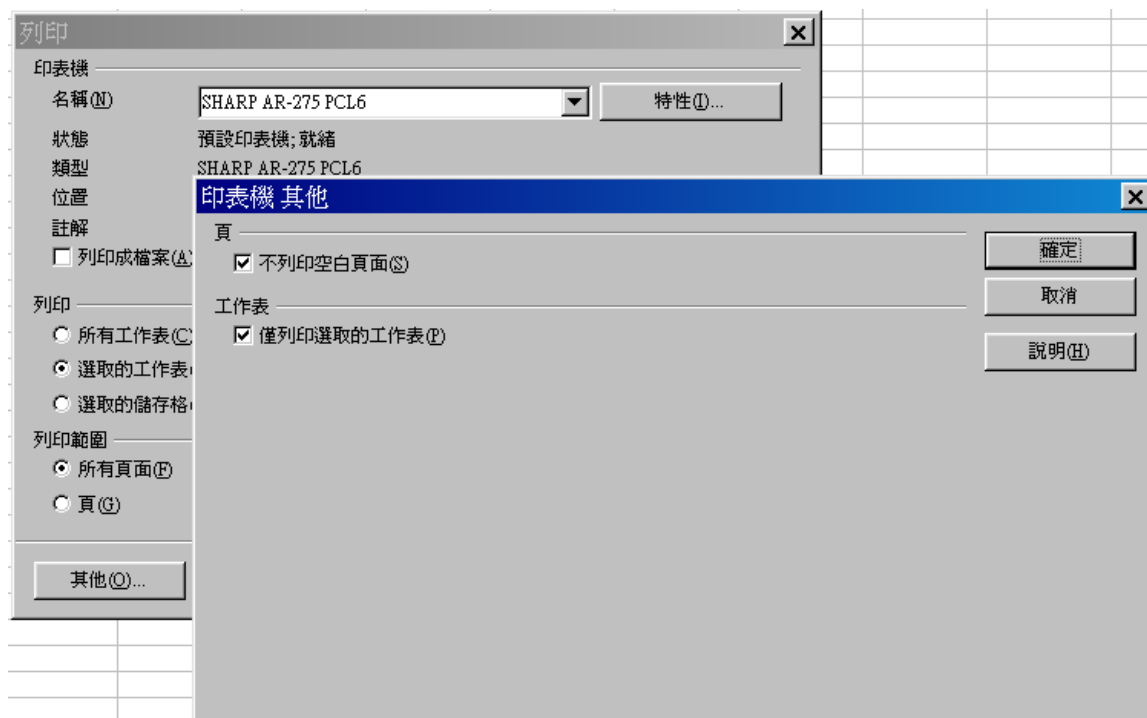 列印
印表機
名稱(N) SHARP AR-275 PCL6 特性(I)...
狀態 預設印表機; 就緒
類型 SHARP AR-275 PCL6
位置
註解
列印成檔案(A)
列印
所有工作表(C)
選取的工作表
選取的儲存格
列印範圍
所有頁面(F)
頁(G)
其他(O)...
印表機 其他
頁
不列印空白頁面(S)
工作表
僅列印選取的工作表(P)
確定
取消
說明(H)